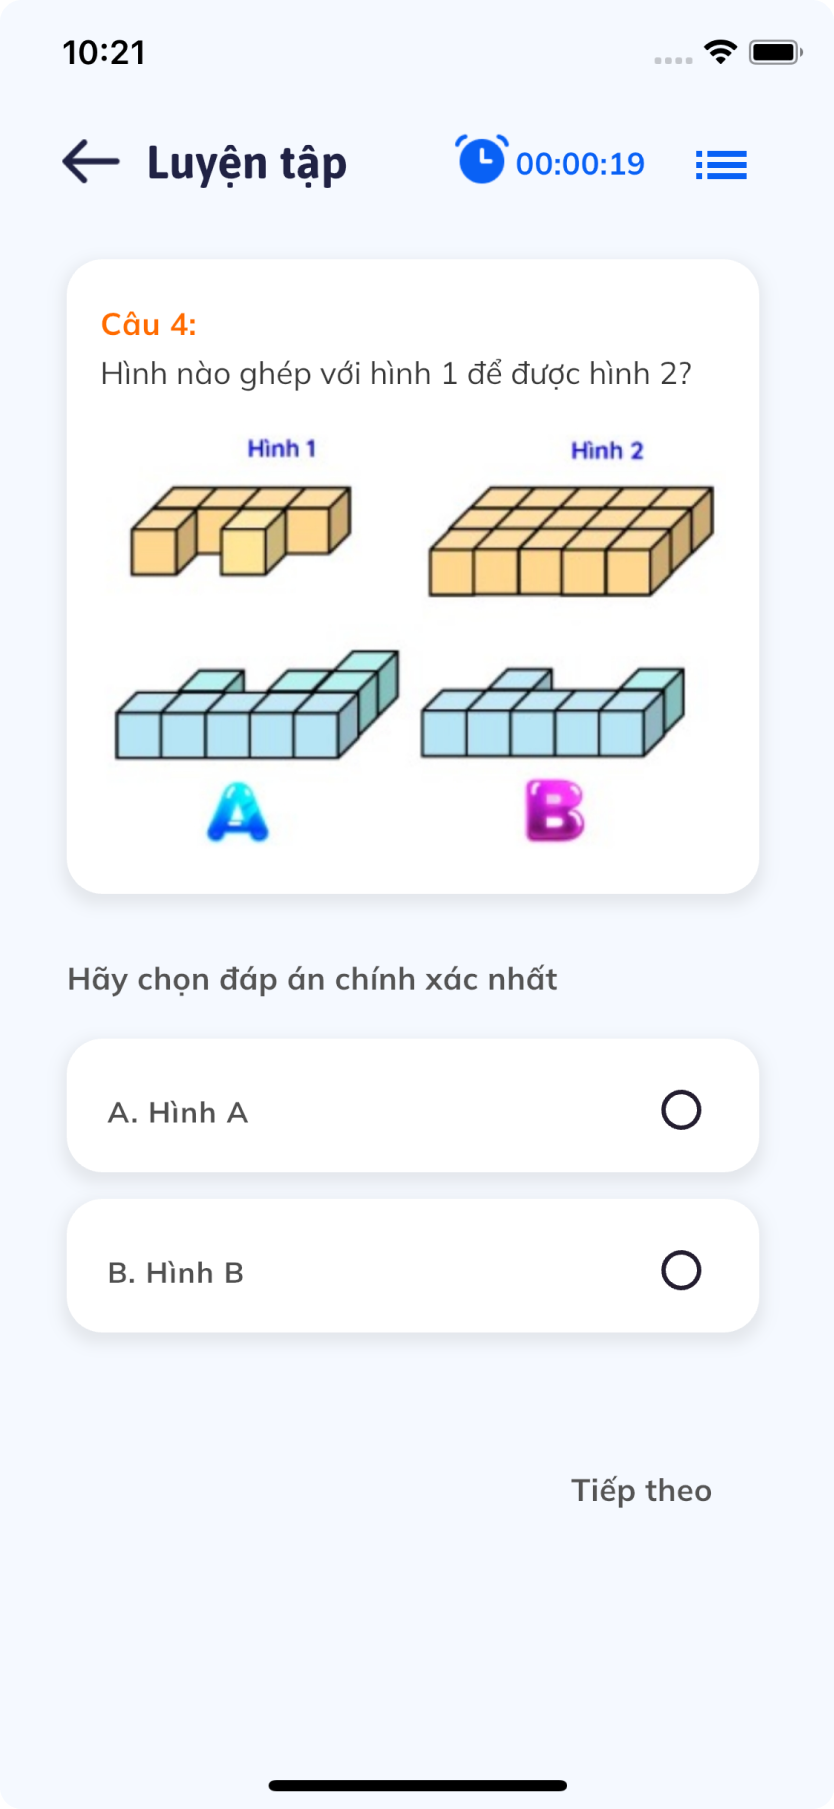 10:21
Luyện tập 00:00:19
Câu 4:
Hình nào ghép với hình 1 để được hình 2?
Hình 1 Hình 2
A B
Hãy chọn đáp án chính xác nhất
A. Hình A
B. Hình B
Tiếp theo